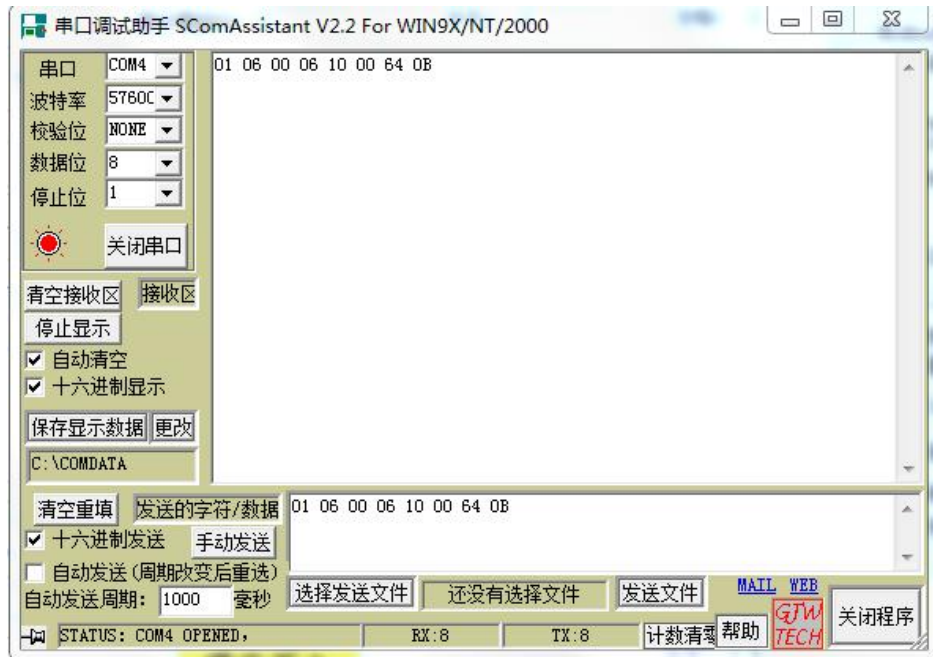 串口调试助手 SComAssistant V2.2 For WIN9X/NT/2000
串口 COM4
波特率 57600
校验位 NONE
数据位 8
停止位 1
关闭串口
清空接收区 接收区
停止显示
自动清空
十六进制显示
保存显示数据 更改
C:\COMDATA
01 06 00 06 10 00 64 0B
清空重填 发送的字符/数据
十六进制发送 手动发送
自动发送(周期改变后重选)
自动发送周期: 1000 毫秒
01 06 00 06 10 00 64 0B
选择发送文件 还没有选择文件 发送文件
MAIL WEB
STATUS: COM4 OPENED, RX:8 TX:8 计数清零 帮助
GJW
TECH
关闭程序